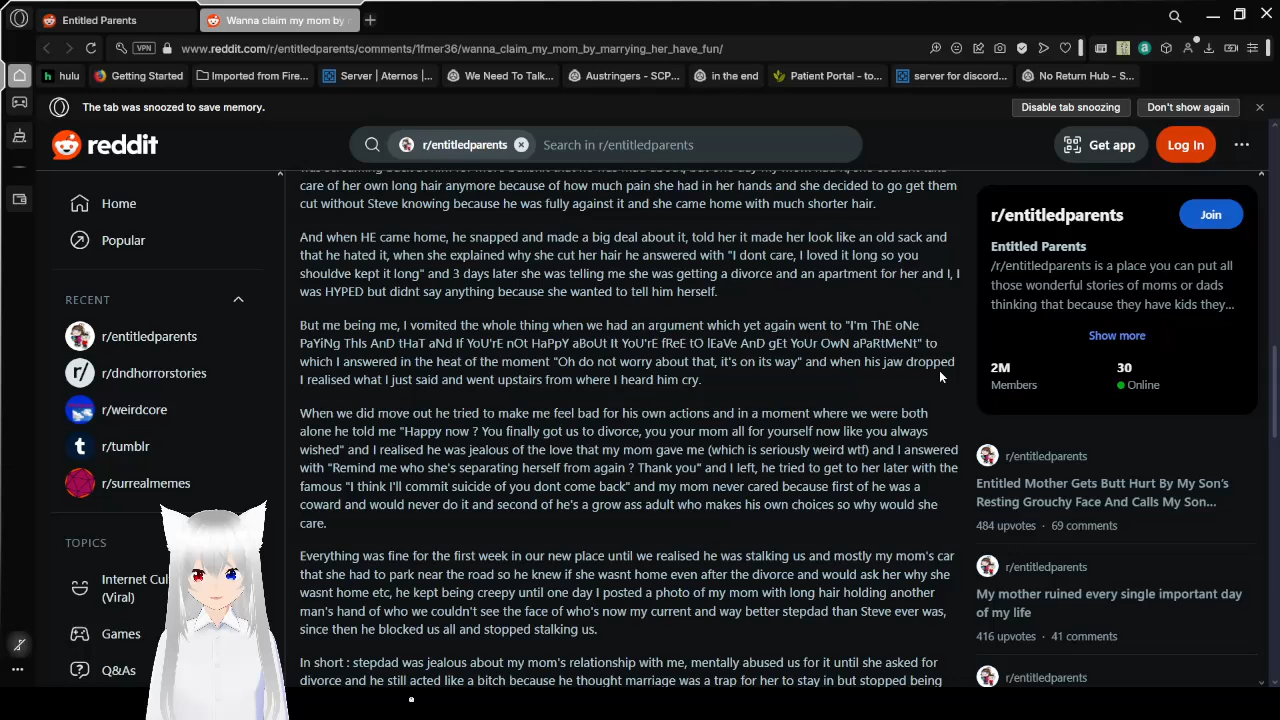 Entitled Parents
Wanna claim my mom by
VPN
www.reddit.com/r/entitledparents/comments/1fmer36/wanna_claim_my_mom_by_marrying_her_have_fun/
hulu
Getting Started
Imported from Fire...
Server | Aternos |...
We Need To Talk...
Austringers - SCP...
in the end
Patient Portal - to...
server for discord...
No Return Hub - S...
The tab was snoozed to save memory.
Disable tab snoozing
Don't show again
reddit
r/entitledparents
Search in r/entitledparents
Get app
Log In
Home
Popular
RECENT
r/entitledparents
r/dndhorrorstories
r/weirdcore
r/tumblr
r/surrealmemes
TOPICS
Internet Cul
(Viral)
Games
Q&As
care of her own long hair anymore because of how much pain she had in her hands and she decided to go get them
cut without Steve knowing because he was fully against it and she came home with much shorter hair.
And when HE came home, he snapped and made a big deal about it, told her it made her look like an old sack and
that he hated it, when she explained why she cut her hair he answered with "I dont care, I loved it long so you
shouldve kept it long" and 3 days later she was telling me she was getting a divorce and an apartment for her and I, I
was HYPED but didnt say anything because she wanted to tell him herself.
But me being me, I vomited the whole thing when we had an argument which yet again went to "I'm ThE oNe
PaYiNg ThIs AnD tHaT aNd If YoU'rE nOt HaPpY aBoUt It YoU'rE fReE tO lEaVe AnD gEt YoUr OwN aPaRtMeNt" to
which I answered in the heat of the moment "Oh do not worry about that, it's on its way" and when his jaw dropped
I realised what I just said and went upstairs from where I heard him cry.
When we did move out he tried to make me feel bad for his own actions and in a moment where we were both
alone he told me "Happy now ? You finally got us to divorce, you your mom all for yourself now like you always
wished" and I realised he was jealous of the love that my mom gave me (which is seriously weird wtf) and I answered
with "Remind me who she's separating herself from again ? Thank you" and I left, he tried to get to her later with the
famous "I think I'll commit suicide of you dont come back" and my mom never cared because first of he was a
coward and would never do it and second of he's a grow ass adult who makes his own choices so why would she
care.
Everything was fine for the first week in our new place until we realised he was stalking us and mostly my mom's car
that she had to park near the road so he knew if she wasnt home even after the divorce and would ask her why she
wasnt home etc, he kept being creepy until one day I posted a photo of my mom with long hair holding another
man's hand of who we couldn't see the face of who's now my current and way better stepdad than Steve ever was,
since then he blocked us all and stopped stalking us.
In short : stepdad was jealous about my mom's relationship with me, mentally abused us for it until she asked for
divorce and he still acted like a bitch because he thought marriage was a trap for her to stay in but stopped being
r/entitledparents
Join
Entitled Parents
/r/entitledparents is a place you can put all
those wonderful stories of moms or dads
thinking that because they have kids they...
Show more
2M
Members
30
Online
r/entitledparents
Entitled Mother Gets Butt Hurt By My Son's
Resting Grouchy Face And Calls My Son...
484 upvotes · 69 comments
r/entitledparents
My mother ruined every single important day
of my life
416 upvotes · 41 comments
r/entitledparents